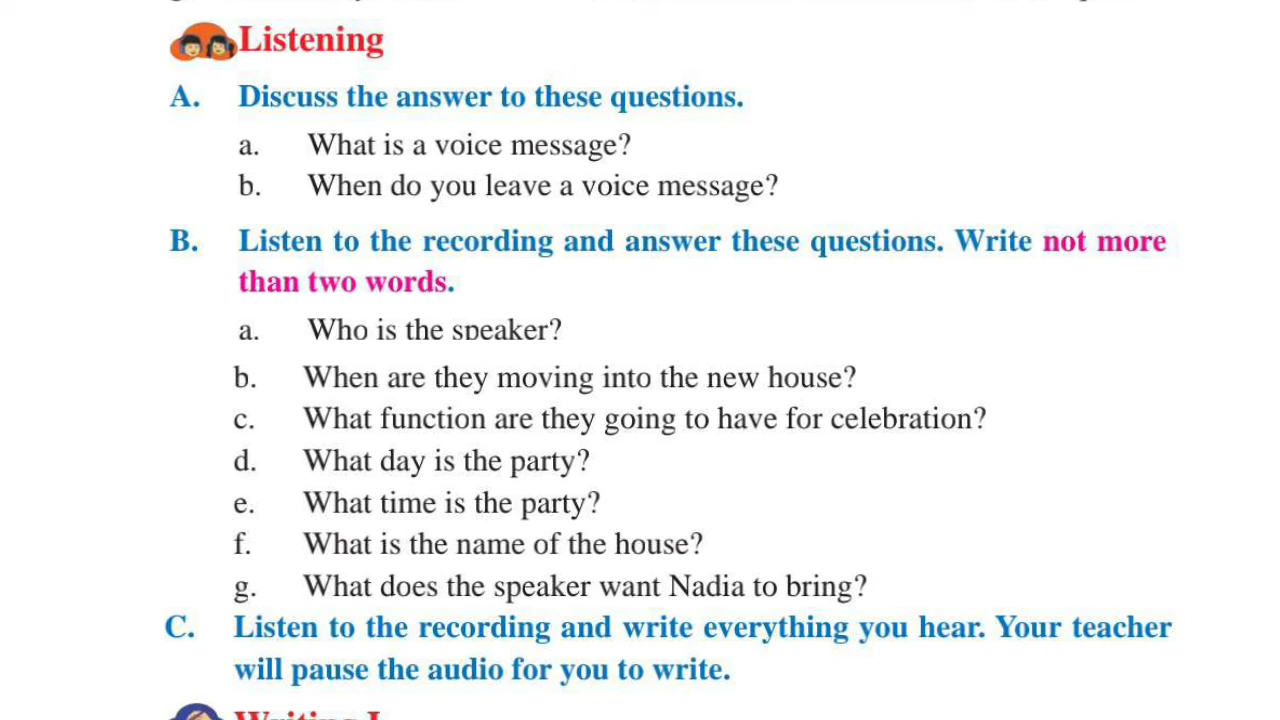 Listening
A. Discuss the answer to these questions.
a. What is a voice message?
b. When do you leave a voice message?
B. Listen to the recording and answer these questions. Write not more
than two words.
a. Who is the speaker?
b. When are they moving into the new house?
c. What function are they going to have for celebration?
d. What day is the party?
e. What time is the party?
f. What is the name of the house?
g. What does the speaker want Nadia to bring?
C. Listen to the recording and write everything you hear. Your teacher
will pause the audio for you to write.
Writing I